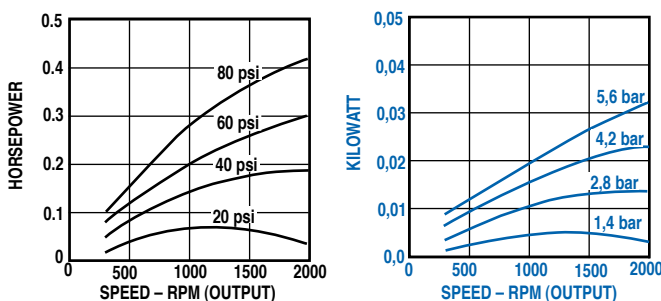 HORSEPOWER
0.5
0.4
0.3
0.2
0.1
0
80 psi
60 psi
40 psi
20 psi
0 500 1000 1500 2000
SPEED – RPM (OUTPUT)
KILOWATT
0,05
0,04
0,03
0,02
0,01
0,0
5,6 bar
4,2 bar
2,8 bar
1,4 bar
0 500 1000 1500 2000
SPEED – RPM (OUTPUT)